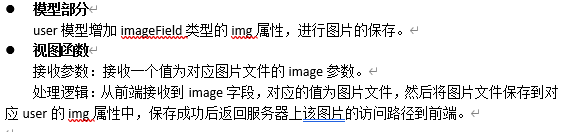 ● 模型部分
user 模型增加 imageField 类型的 img 属性，进行图片的保存。
● 视图函数
接收参数：接收一个值为对应图片文件的 image 参数。
处理逻辑：从前端接收到 image 字段，对应的值为图片文件，然后将图片文件保存到对
应 user 的 img 属性中，保存成功后返回服务器上该图片的访问路径到前端。